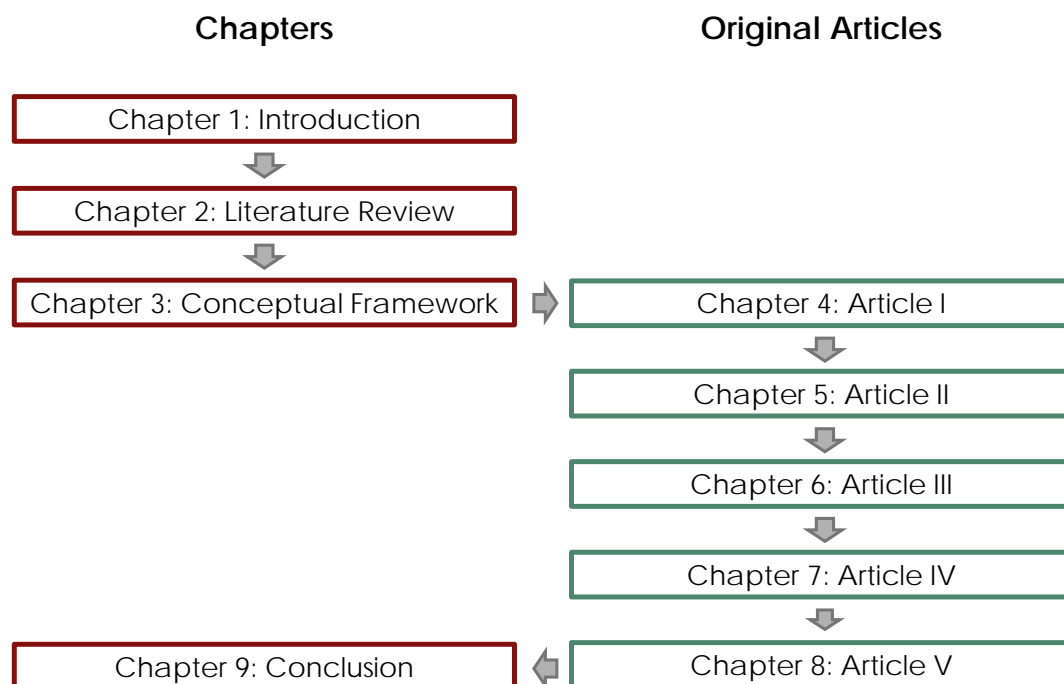 Chapters
Original Articles
Chapter 1: Introduction
Chapter 2: Literature Review
Chapter 3: Conceptual Framework
Chapter 4: Article I
Chapter 5: Article II
Chapter 6: Article III
Chapter 7: Article IV
Chapter 8: Article V
Chapter 9: Conclusion